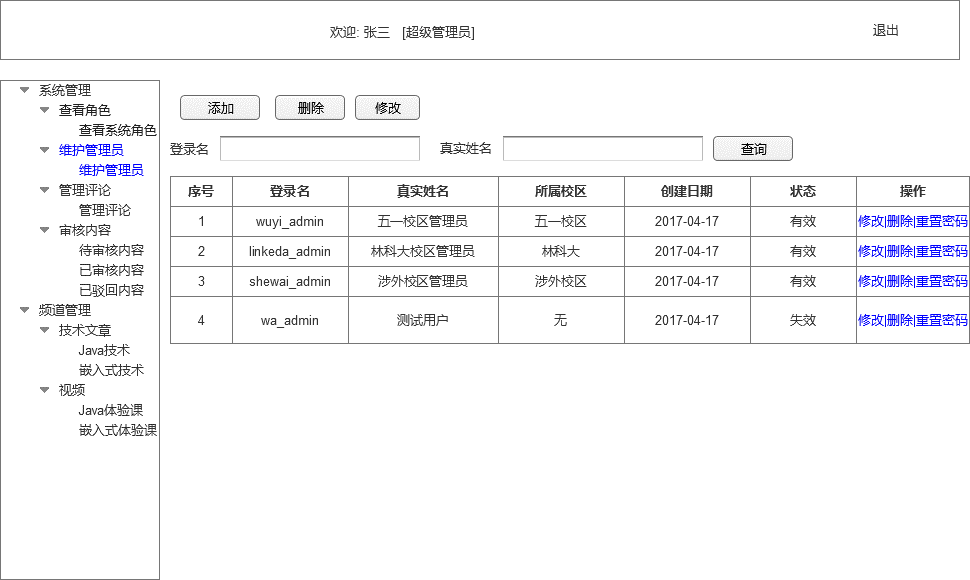 欢迎: 张三 [超级管理员] 退出
系统管理
查看角色
查看系统角色
维护管理员
维护管理员
管理评论
管理评论
审核内容
待审核内容
已审核内容
已驳回内容
频道管理
技术文章
Java技术
嵌入式技术
视频
Java体验课
嵌入式体验课
添加 删除 修改
登录名 真实姓名 查询
序号 登录名 真实姓名 所属校区 创建日期 状态 操作
1 wuyi_admin 五一校区管理员 五一校区 2017-04-17 有效 修改|删除|重置密码
2 linkeda_admin 林科大校区管理员 林科大 2017-04-17 有效 修改|删除|重置密码
3 shewai_admin 涉外校区管理员 涉外校区 2017-04-17 有效 修改|删除|重置密码
4 wa_admin 测试用户 无 2017-04-17 失效 修改|删除|重置密码